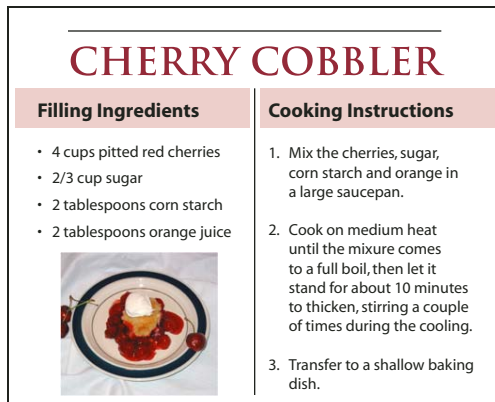 CHERRY COBBLER
Filling Ingredients
• 4 cups pitted red cherries
• 2/3 cup sugar
• 2 tablespoons corn starch
• 2 tablespoons orange juice
Cooking Instructions
1. Mix the cherries, sugar,
corn starch and orange in
a large saucepan.
2. Cook on medium heat
until the mixure comes
to a full boil, then let it
stand for about 10 minutes
to thicken, stirring a couple
of times during the cooling.
3. Transfer to a shallow baking
dish.